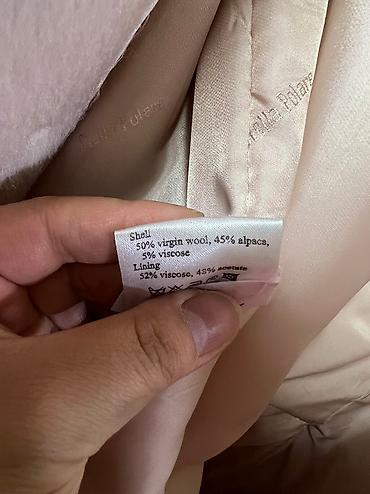 Shell
50% virgin wool, 45% alpaca,
5% viscose
Lining
52% viscose, 48% acetate